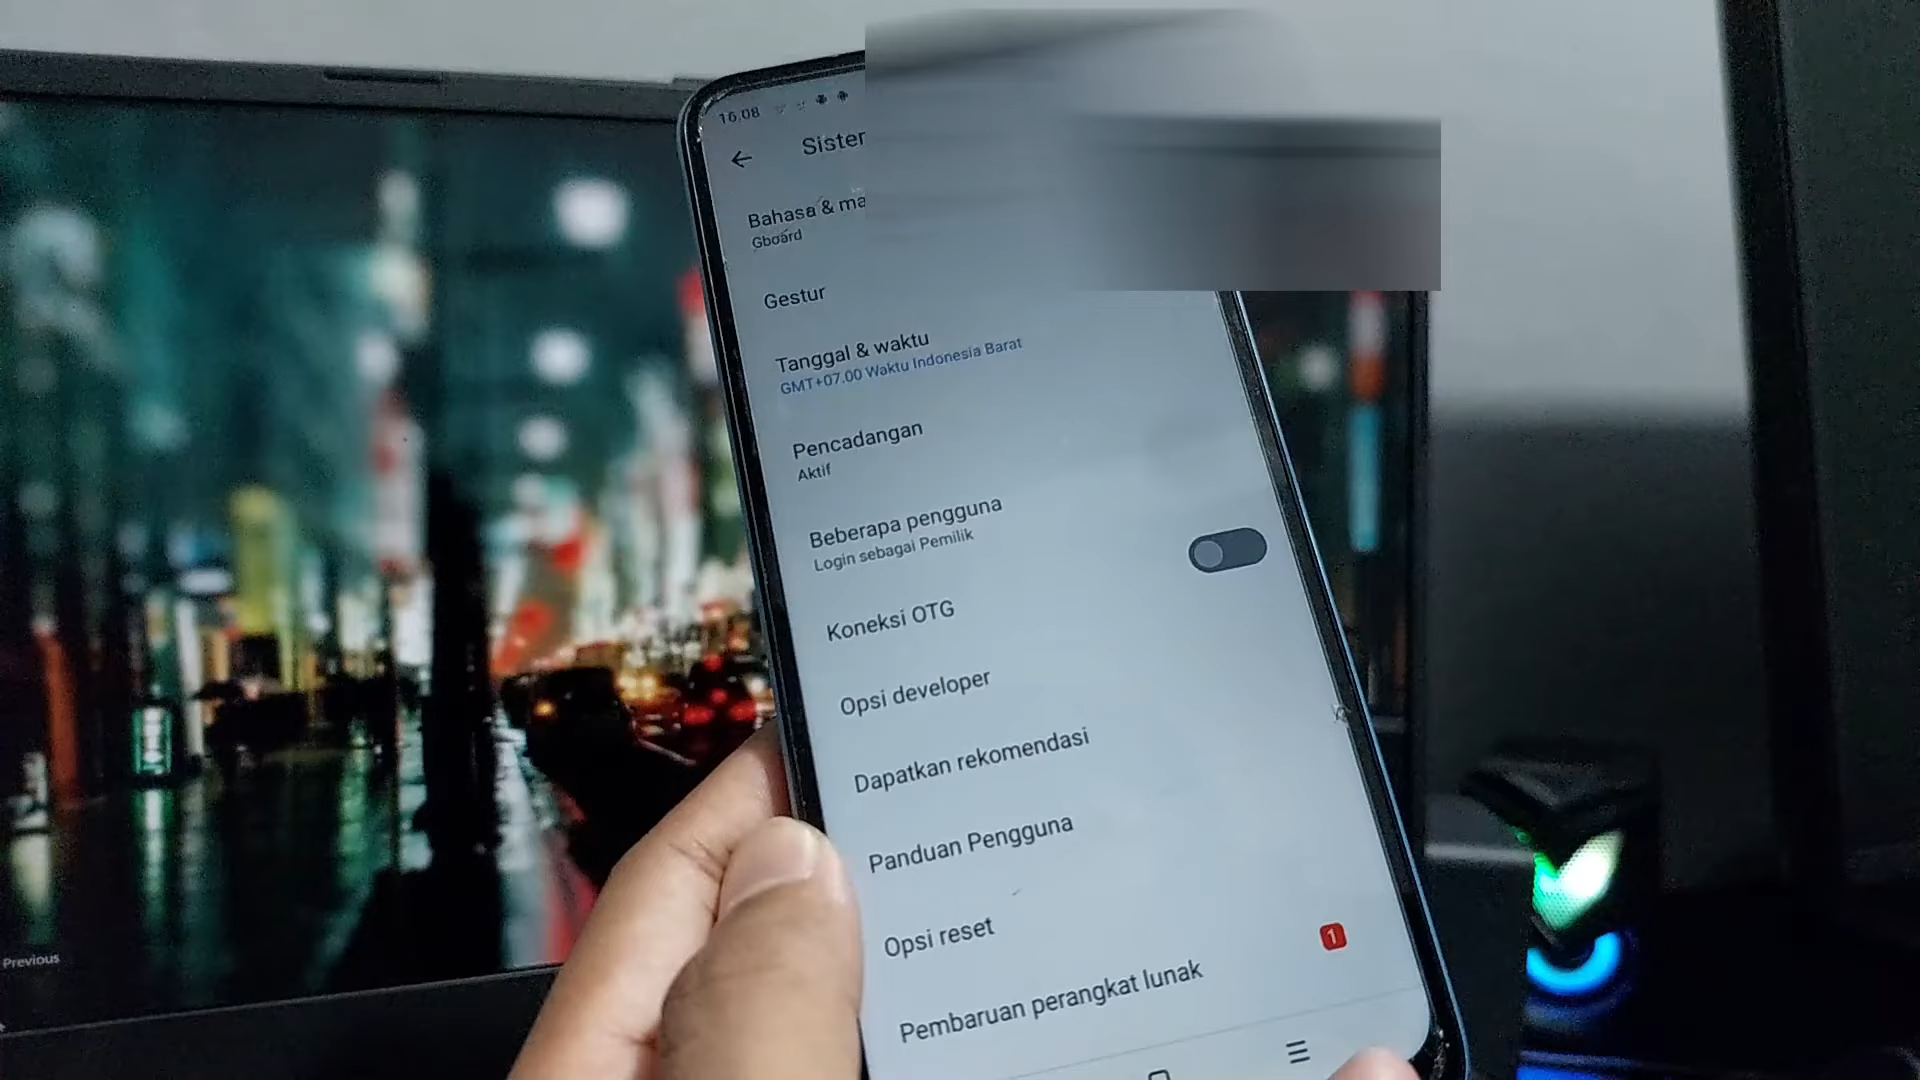 16.08
Sister
Bahasa & ma
Gboard
Gestur
Tanggal & waktu
GMT+07.00 Waktu Indonesia Barat
Pencadangan
Aktif
Beberapa pengguna
Login sebagai Pemilik
Koneksi OTG
Opsi developer
Dapatkan rekomendasi
Panduan Pengguna
Opsi reset
Pembaruan perangkat lunak
1
Previous